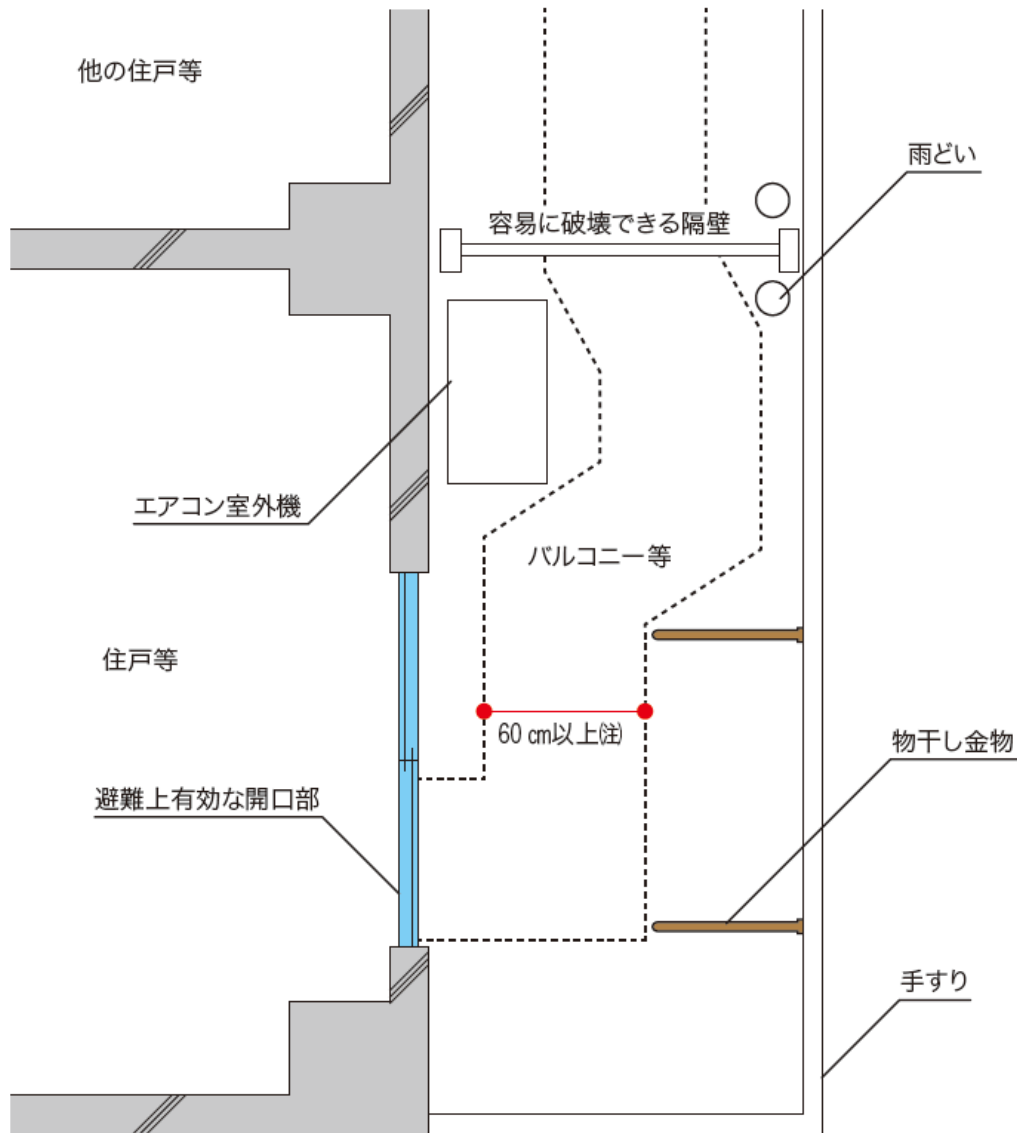 他の住戸等
雨どい
容易に破壊できる隔壁
エアコン室外機
バルコニー等
住戸等
60 cm以上(注)
物干し金物
避難上有効な開口部
手すり